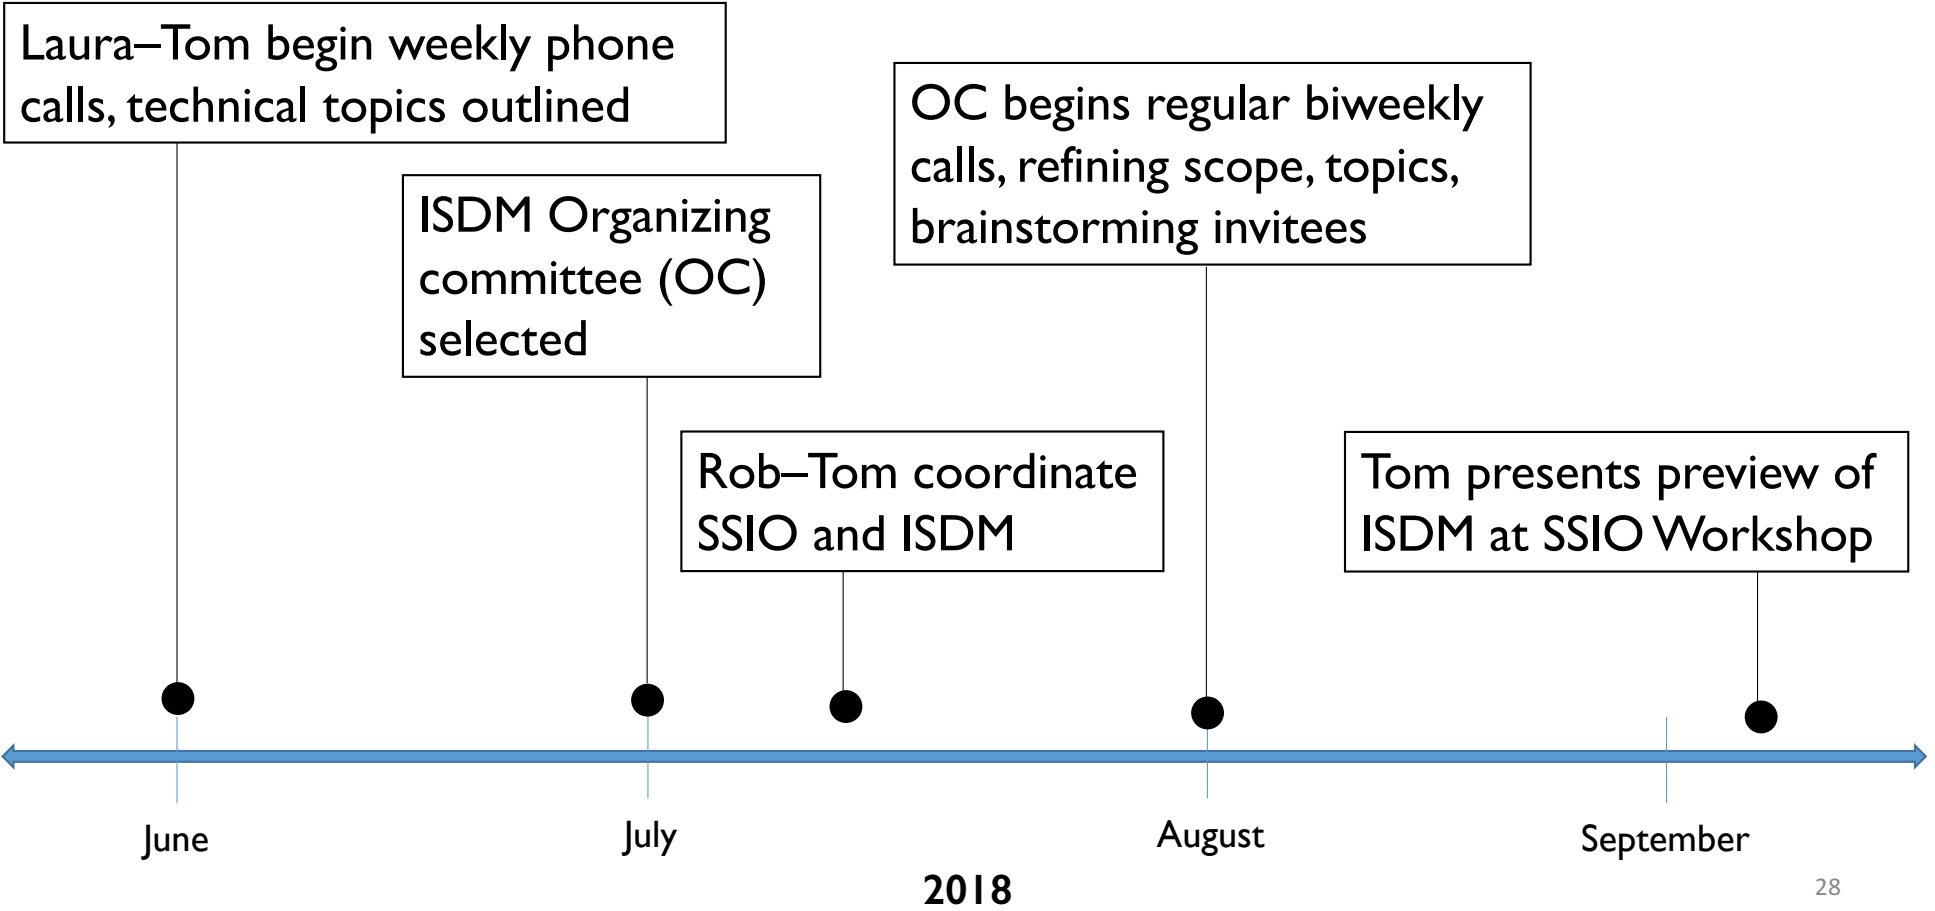 Laura–Tom begin weekly phone
calls, technical topics outlined
ISDM Organizing
committee (OC)
selected
OC begins regular biweekly
calls, refining scope, topics,
brainstorming invitees
Rob–Tom coordinate
SSIO and ISDM
Tom presents preview of
ISDM at SSIO Workshop
June
July
August
September
2018
28